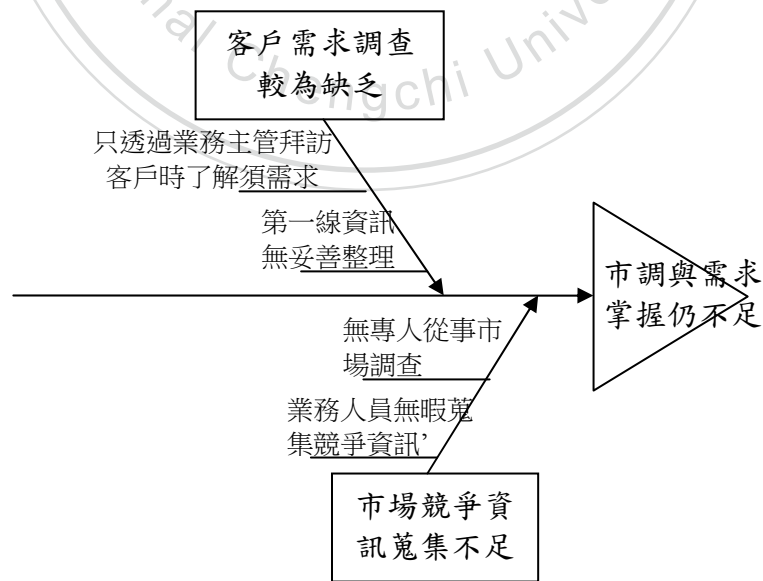 nal Chengchi Unive
客戶需求調查
較為缺乏
只透過業務主管拜訪
客戶時了解須需求
第一線資訊
無妥善整理
市調與需求
掌握仍不足
無專人從事市
場調查
業務人員無暇蒐
集競爭資訊’
市場競爭資
訊蒐集不足